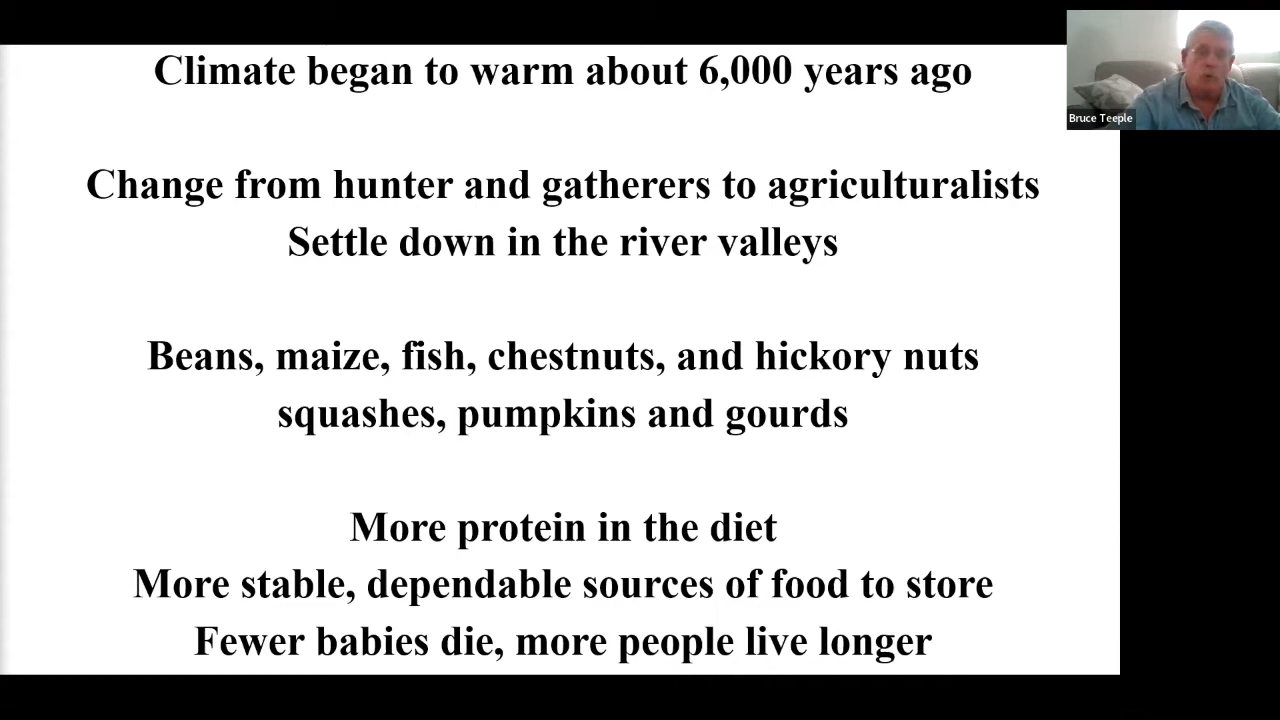 Climate began to warm about 6,000 years ago
Change from hunter and gatherers to agriculturalists
Settle down in the river valleys
Beans, maize, fish, chestnuts, and hickory nuts
squashes, pumpkins and gourds
More protein in the diet
More stable, dependable sources of food to store
Fewer babies die, more people live longer
Bruce Teeple